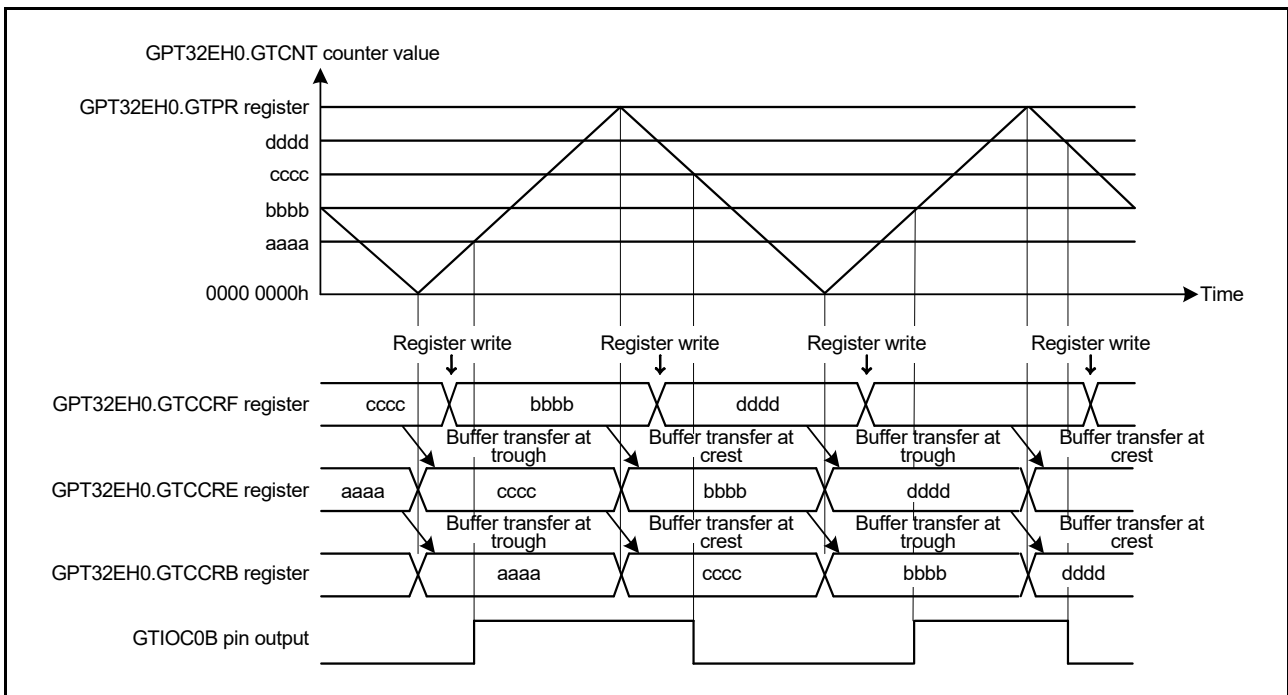 GPT32EH0.GTCNT counter value
GPT32EH0.GTPR register
dddd
cccc
bbbb
aaaa
0000 0000h
Time
Register write Register write Register write Register write
GPT32EH0.GTCCRF register cccc bbbb dddd
Buffer transfer at trough
Buffer transfer at crest
Buffer transfer at trough
Buffer transfer at crest
GPT32EH0.GTCCRE register aaaa cccc bbbb dddd
Buffer transfer at trough
Buffer transfer at crest
Buffer transfer at trough
Buffer transfer at crest
GPT32EH0.GTCCRB register aaaa cccc bbbb dddd
GTIOC0B pin output